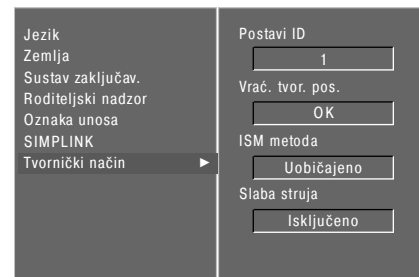 Jezik
Zemlja
Sustav zaključav.
Roditeljski nadzor
Oznaka unosa
SIMPLINK
Tvornički način ►
Postavi ID
1
Vrać. tvor. pos.
OK
ISM metoda
Uobičajeno
Slaba struja
Isključeno